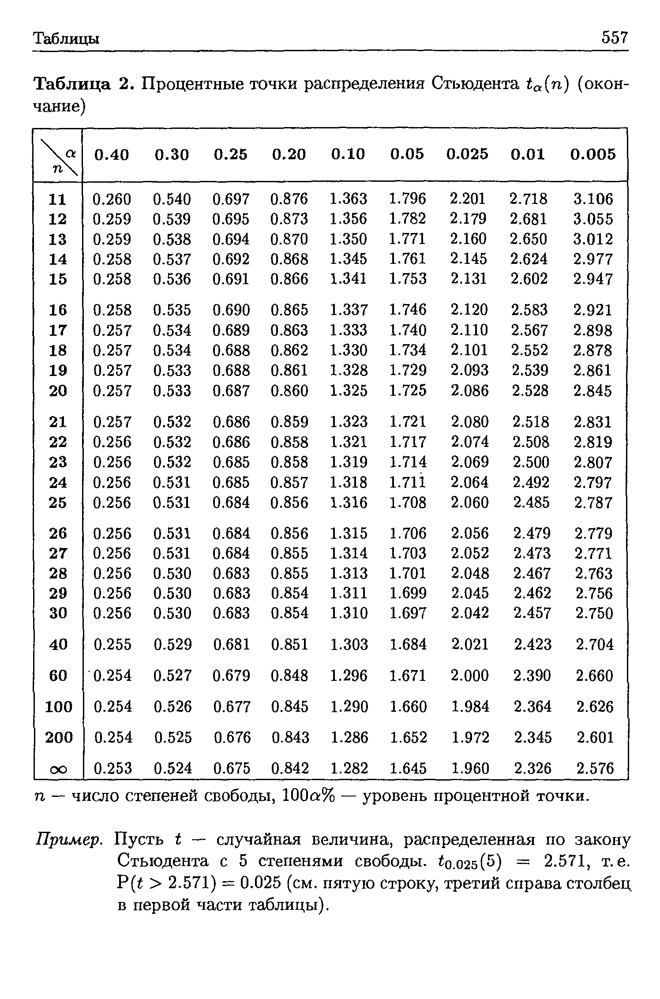 Таблицы 557
Таблица 2. Процентные точки распределения Стьюдента tα(n) (окон-
чание)
n\α 0.40 0.30 0.25 0.20 0.10 0.05 0.025 0.01 0.005
11 0.260 0.540 0.697 0.876 1.363 1.796 2.201 2.718 3.106
12 0.259 0.539 0.695 0.873 1.356 1.782 2.179 2.681 3.055
13 0.259 0.538 0.694 0.870 1.350 1.771 2.160 2.650 3.012
14 0.258 0.537 0.692 0.868 1.345 1.761 2.145 2.624 2.977
15 0.258 0.536 0.691 0.866 1.341 1.753 2.131 2.602 2.947
16 0.258 0.535 0.690 0.865 1.337 1.746 2.120 2.583 2.921
17 0.257 0.534 0.689 0.863 1.333 1.740 2.110 2.567 2.898
18 0.257 0.534 0.688 0.862 1.330 1.734 2.101 2.552 2.878
19 0.257 0.533 0.688 0.861 1.328 1.729 2.093 2.539 2.861
20 0.257 0.533 0.687 0.860 1.325 1.725 2.086 2.528 2.845
21 0.257 0.532 0.686 0.859 1.323 1.721 2.080 2.518 2.831
22 0.256 0.532 0.686 0.858 1.321 1.717 2.074 2.508 2.819
23 0.256 0.532 0.685 0.858 1.319 1.714 2.069 2.500 2.807
24 0.256 0.531 0.685 0.857 1.318 1.711 2.064 2.492 2.797
25 0.256 0.531 0.684 0.856 1.316 1.708 2.060 2.485 2.787
26 0.256 0.531 0.684 0.856 1.315 1.706 2.056 2.479 2.779
27 0.256 0.531 0.684 0.855 1.314 1.703 2.052 2.473 2.771
28 0.256 0.530 0.683 0.855 1.313 1.701 2.048 2.467 2.763
29 0.256 0.530 0.683 0.854 1.311 1.699 2.045 2.462 2.756
30 0.256 0.530 0.683 0.854 1.310 1.697 2.042 2.457 2.750
40 0.255 0.529 0.681 0.851 1.303 1.684 2.021 2.423 2.704
60 0.254 0.527 0.679 0.848 1.296 1.671 2.000 2.390 2.660
100 0.254 0.526 0.677 0.845 1.290 1.660 1.984 2.364 2.626
200 0.254 0.525 0.676 0.843 1.286 1.652 1.972 2.345 2.601
∞ 0.253 0.524 0.675 0.842 1.282 1.645 1.960 2.326 2.576
n — число степеней свободы, 100α% — уровень процентной точки.
Пример. Пусть t — случайная величина, распределенная по закону
Стьюдента с 5 степенями свободы. t0.025(5) = 2.571, т. е.
P(t > 2.571) = 0.025 (см. пятую строку, третий справа столбец
в первой части таблицы).